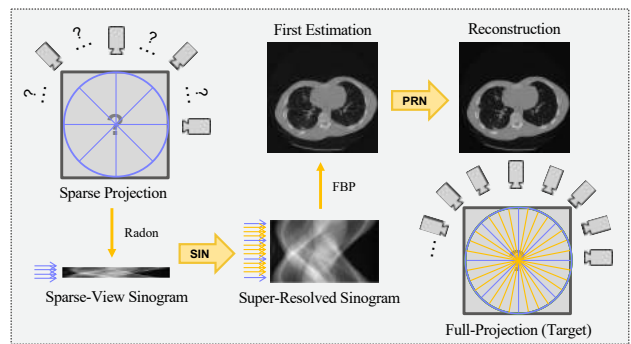 First Estimation
Reconstruction
?
?
?
?
?
Sparse Projection
PRN
Radon
FBP
SIN
Sparse-View Sinogram
Super-Resolved Sinogram
?
Full-Projection (Target)